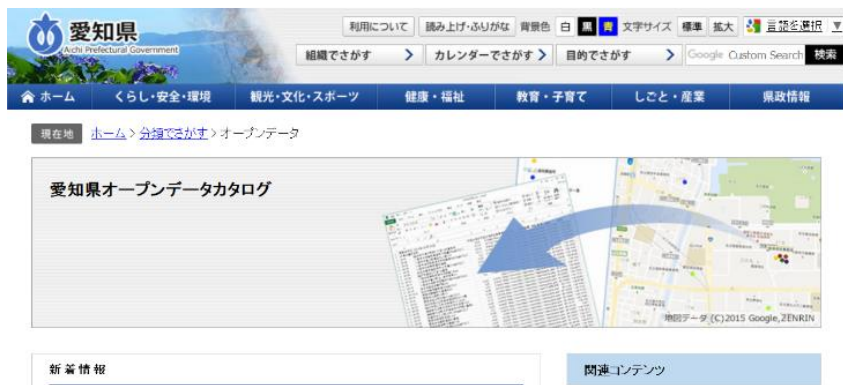 愛知県
Aichi Prefectural Government
利用について 読み上げ・ふりがな 背景色 白 黒 青 文字サイズ 標準 拡大 言語を選択 ▼
組織でさがす カレンダーでさがす 目的でさがす Google Custom Search 検索
ホーム くらし・安全・環境 観光・文化・スポーツ 健康・福祉 教育・子育て しごと・産業 県政情報
現在地 ホーム > 分類でさがす > オープンデータ
愛知県オープンデータカタログ
地図データ (C)2015 Google,ZENRIN
新着情報 関連コンテンツ